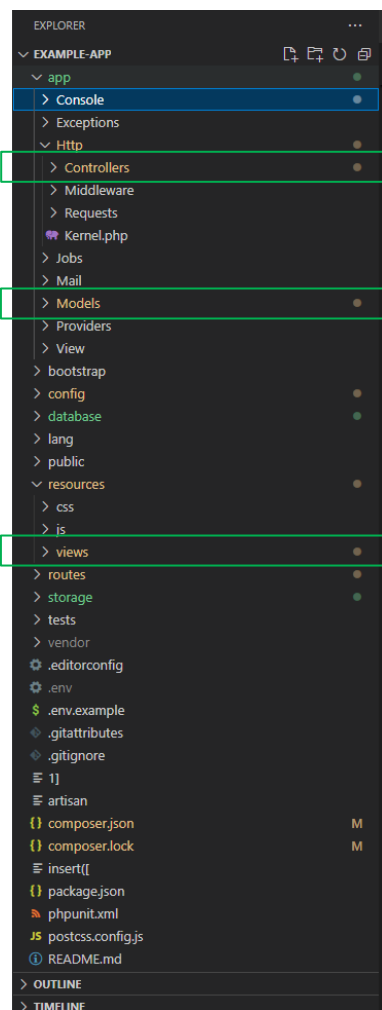 EXPLORER ...
EXAMPLE-APP
app
Console
Exceptions
Http
Controllers
Middleware
Requests
Kernel.php
Jobs
Mail
Models
Providers
View
bootstrap
config
database
lang
public
resources
css
js
views
routes
storage
tests
vendor
.editorconfig
.env
$ .env.example
.gitattributes
.gitignore
1]
artisan
{} composer.json M
{} composer.lock M
insert([
{} package.json
phpunit.xml
JS postcss.config.js
README.md
OUTLINE
TIMELINE